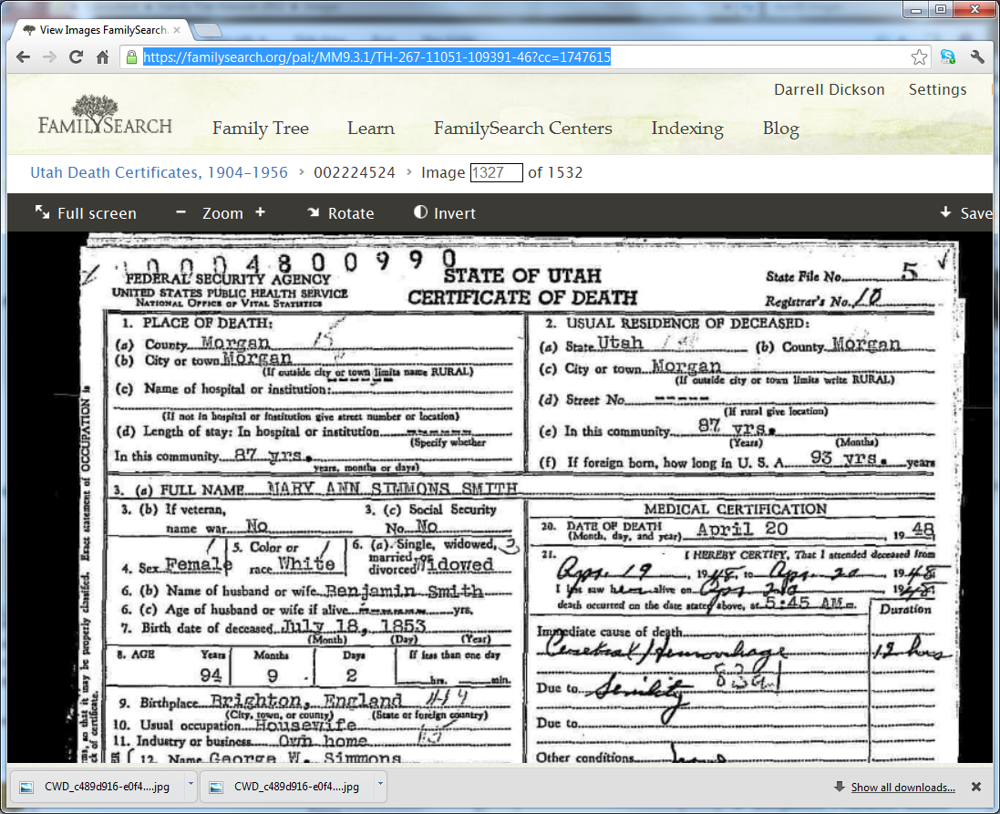 View Images FamilySearch.
https://familysearch.org/pal:/MM9.3.1/TH-267-11051-109391-46?cc=1747615
Darrell Dickson Settings
FAMILYSEARCH Family Tree Learn FamilySearch Centers Indexing Blog
Utah Death Certificates, 1904-1956 › 002224524 › Image 1327 of 1532
Full screen − Zoom + Rotate Invert Save
0004800990
FEDERAL SECURITY AGENCY
UNITED STATES PUBLIC HEALTH SERVICE
NATIONAL OFFICE OF VITAL STATISTICS
STATE OF UTAH
CERTIFICATE OF DEATH
State File No. 5
Registrar's No. 10
1. PLACE OF DEATH:
(a) County Morgan 15
(b) City or town Morgan
(If outside city or town limits name RURAL)
(c) Name of hospital or institution:
(If not in hospital or institution give street number or location)
(d) Length of stay: In hospital or institution
(Specify whether
In this community 87 yrs.
years, months or days)
2. USUAL RESIDENCE OF DECEASED:
(a) State Utah (b) County Morgan
(c) City or town Morgan
(If outside city or town limits write RURAL)
(d) Street No. -----
(If rural give location)
(e) In this community 87 yrs.
(Years) (Months)
(f) If foreign born, how long in U. S. A. 93 yrs. years
3. (a) FULL NAME MARY ANN SIMMONS SMITH
3. (b) If veteran,
name war No
3. (c) Social Security
No. No
4. Sex Female
5. Color or
race White
6. (a) Single, widowed, 3
married or
divorced Widowed
6. (b) Name of husband or wife Benjamin Smith
6. (c) Age of husband or wife if alive yrs.
7. Birth date of deceased July 18, 1853
(Month) (Day) (Year)
8. AGE Years Months Days If less than one day
94 9 2 hrs. min.
9. Birthplace Brighton, England
(City, town, or county) (State or foreign country)
10. Usual occupation Housewife
11. Industry or business Own home
12. Name George W. Simmons
MEDICAL CERTIFICATION
20. DATE OF DEATH
(Month, day, and year) April 20 1948
21. I HEREBY CERTIFY, That I attended deceased from
Apr. 19, 1948, to Apr. 20, 1948
I last saw her alive on Apr 20 1948
death occurred on the date stated above, at 5:45 AM. m.
Duration
Immediate cause of death
Cerebral Hemorrhage 12 hrs
Due to Senility
Due to
Other conditions
Exact statement of OCCUPATION is
so that it may be properly classified.
of certificate.
CWD_c489d916-e0f4....jpg
CWD_c489d916-e0f4....jpg
Show all downloads...